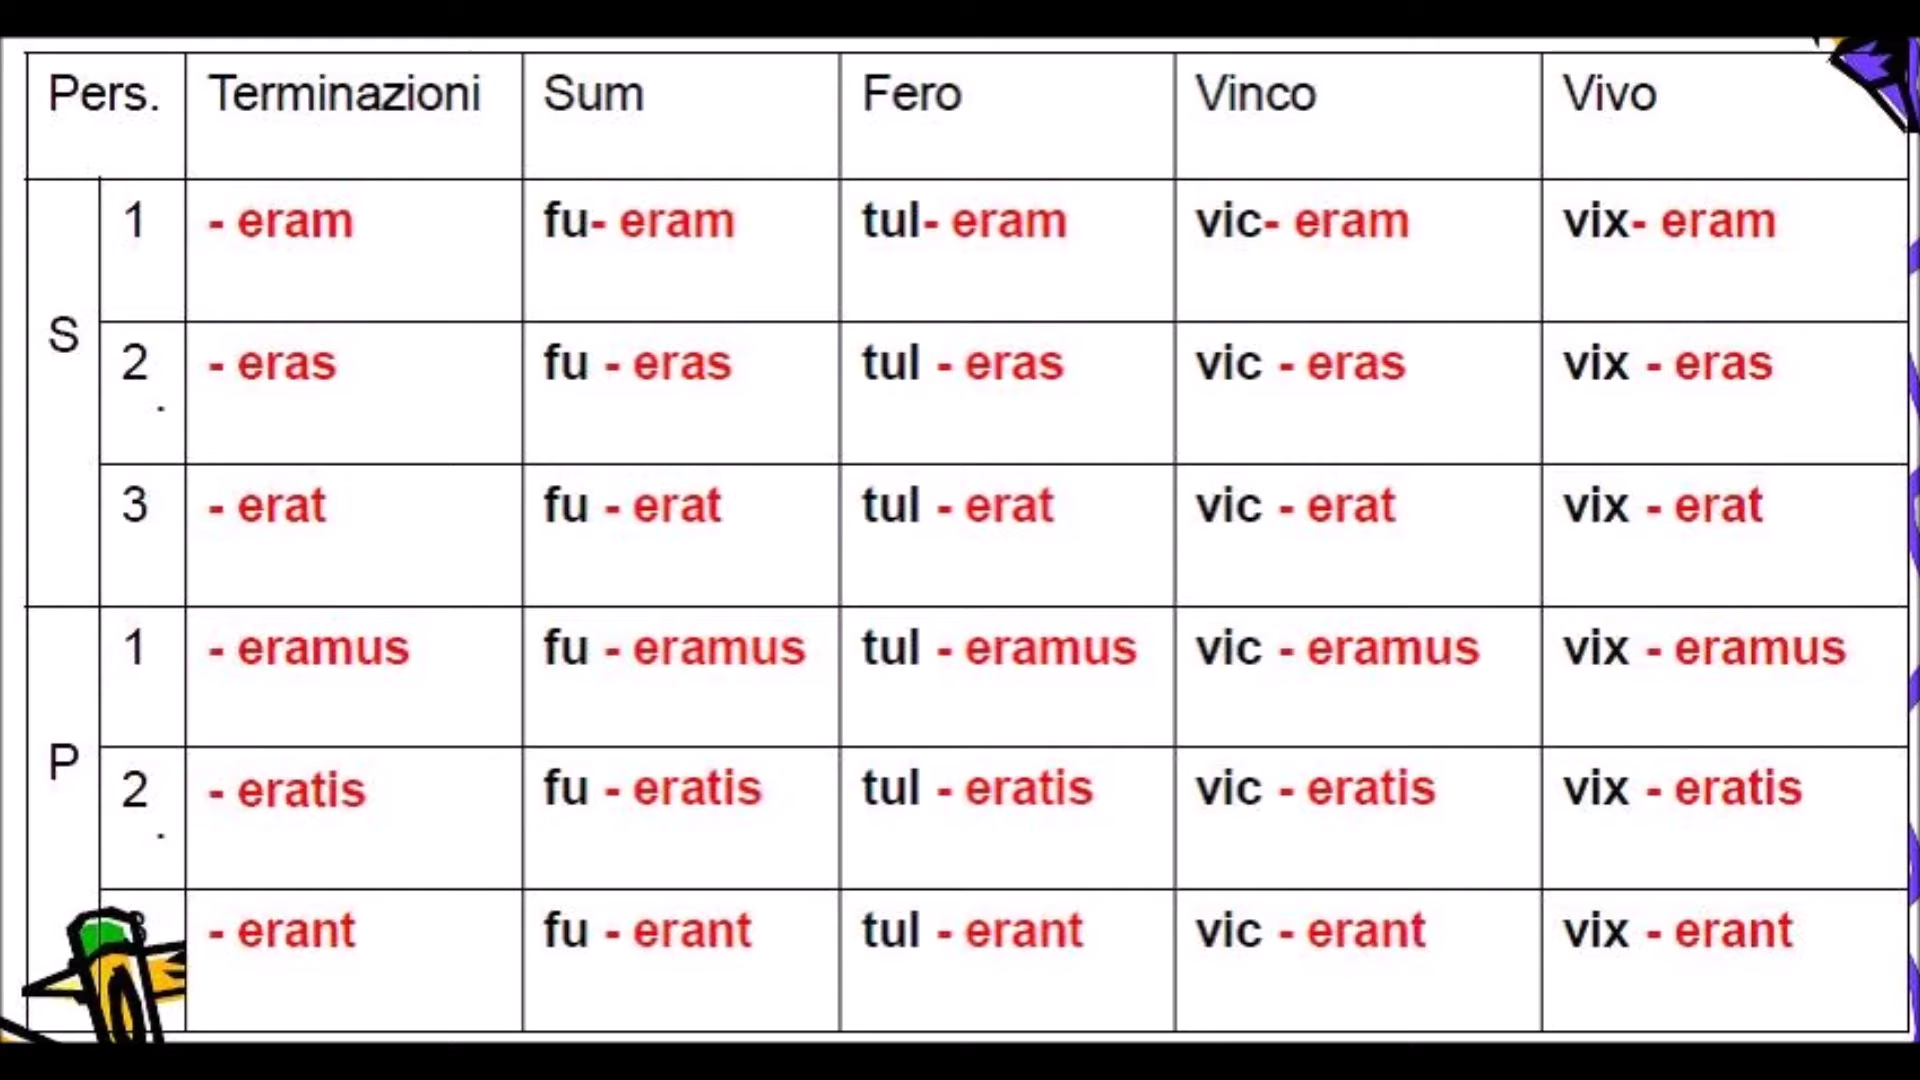 Pers. Terminazioni Sum Fero Vinco Vivo
S
1 - eram fu- eram tul- eram vic- eram vix- eram
2. - eras fu - eras tul - eras vic - eras vix - eras
3 - erat fu - erat tul - erat vic - erat vix - erat
P
1 - eramus fu - eramus tul - eramus vic - eramus vix - eramus
2. - eratis fu - eratis tul - eratis vic - eratis vix - eratis
- erant fu - erant tul - erant vic - erant vix - erant